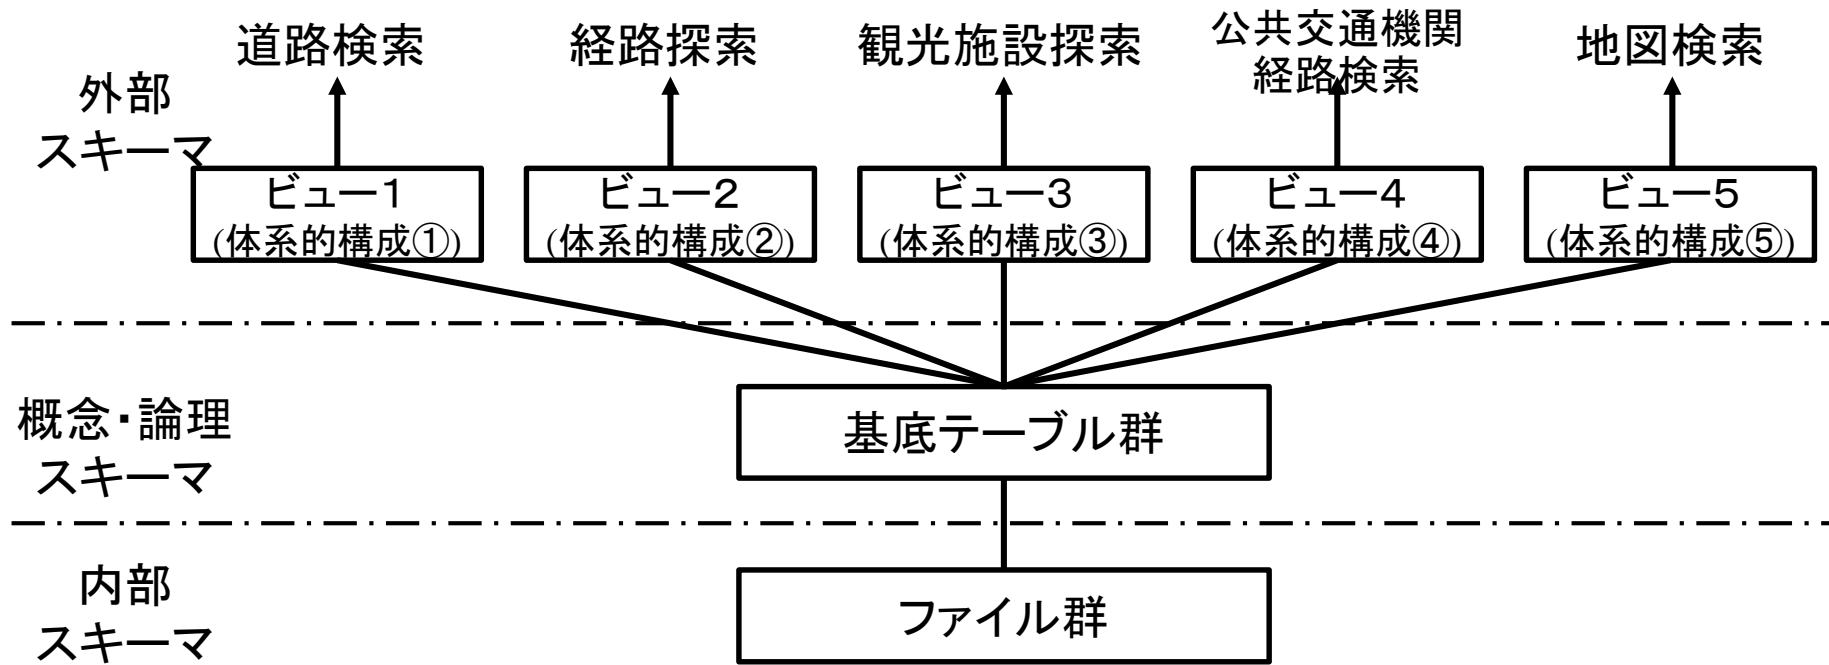 道路検索
経路探索
観光施設探索
公共交通機関
経路検索
地図検索
外部
スキーマ
ビュー1
(体系的構成①)
ビュー2
(体系的構成②)
ビュー3
(体系的構成③)
ビュー4
(体系的構成④)
ビュー5
(体系的構成⑤)
概念・論理
スキーマ
基底テーブル群
内部
スキーマ
ファイル群